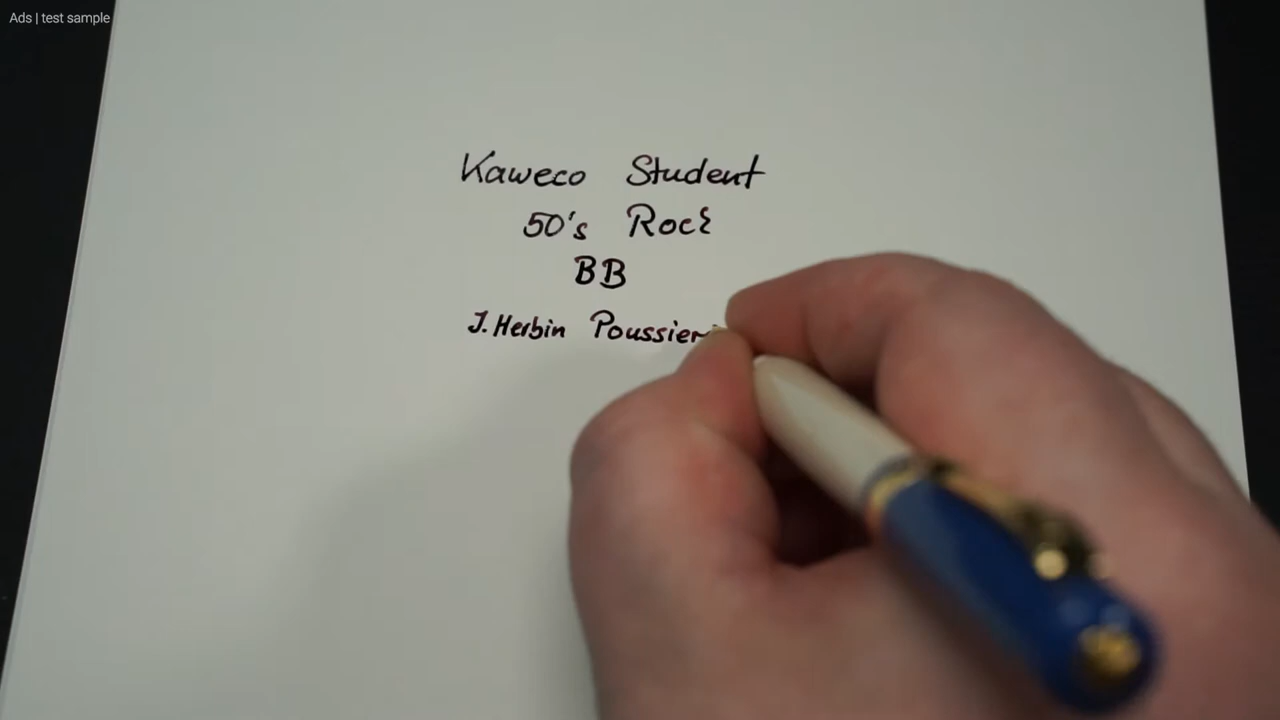 Ads | test sample
Kaweco Student
50's Rock
BB
J. Herbin Poussier